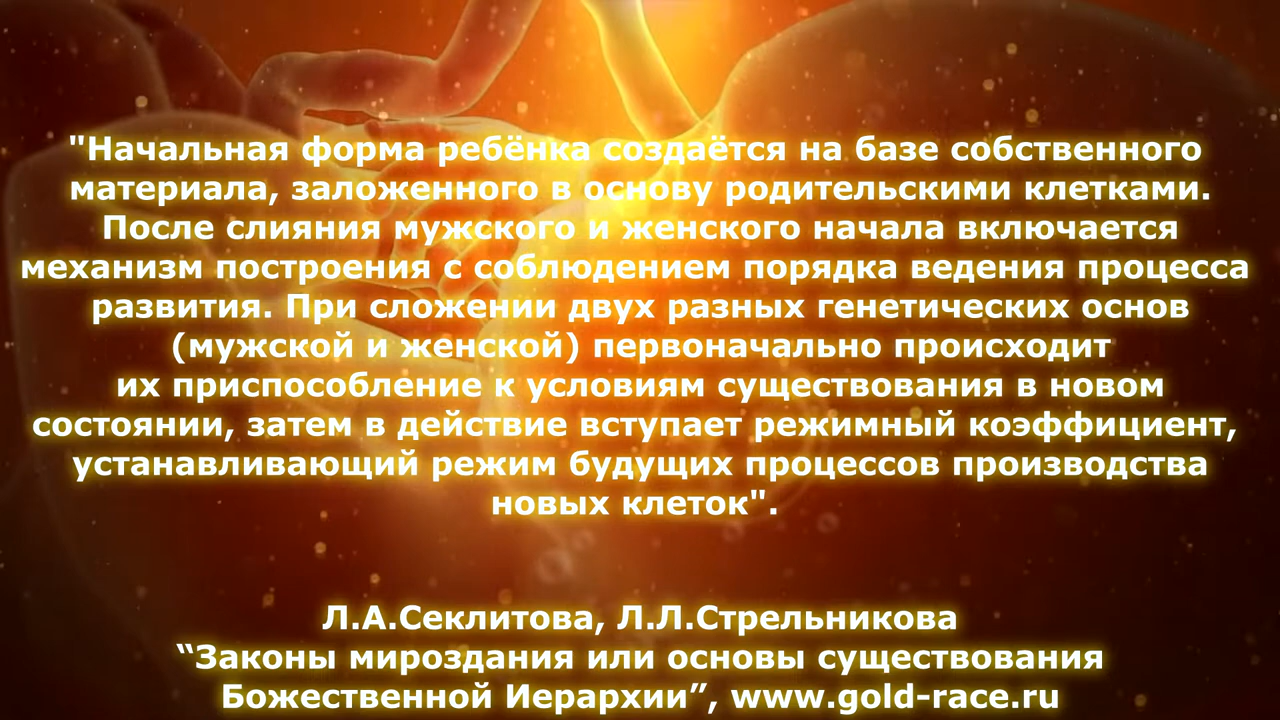 "Начальная форма ребёнка создаётся на базе собственного
материала, заложенного в основу родительскими клетками.
После слияния мужского и женского начала включается
механизм построения с соблюдением порядка ведения процесса
развития. При сложении двух разных генетических основ
(мужской и женской) первоначально происходит
их приспособление к условиям существования в новом
состоянии, затем в действие вступает режимный коэффициент,
устанавливающий режим будущих процессов производства
новых клеток".
Л.А.Секлитова, Л.Л.Стрельникова
“Законы мироздания или основы существования
Божественной Иерархии”, www.gold-race.ru